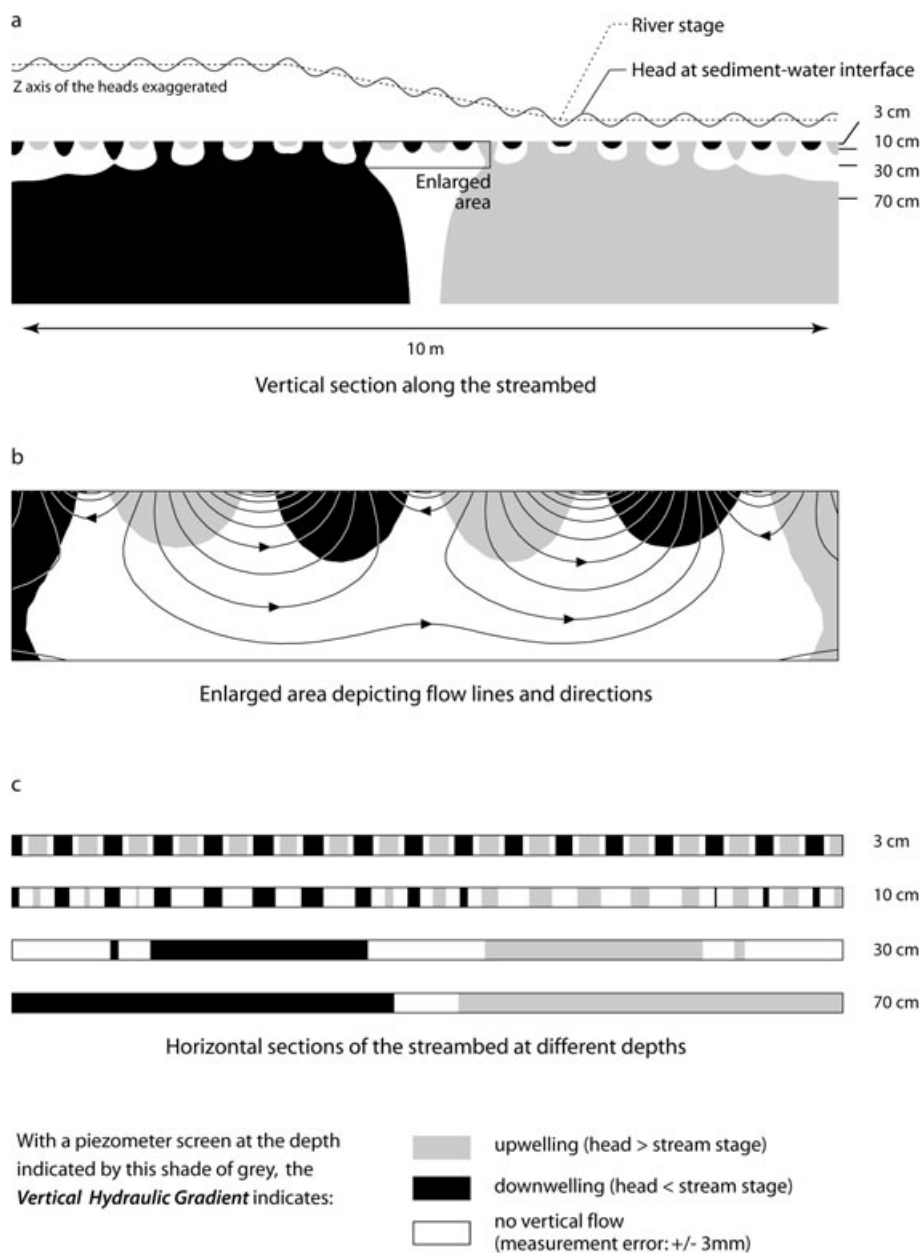 a
River stage
Head at sediment-water interface
Z axis of the heads exaggerated
3 cm
10 cm
30 cm
70 cm
Enlarged
area
10 m
Vertical section along the streambed
b
Enlarged area depicting flow lines and directions
c
3 cm
10 cm
30 cm
70 cm
Horizontal sections of the streambed at different depths
With a piezometer screen at the depth
indicated by this shade of grey, the
Vertical Hydraulic Gradient indicates:
upwelling (head > stream stage)
downwelling (head < stream stage)
no vertical flow
(measurement error: +/- 3mm)